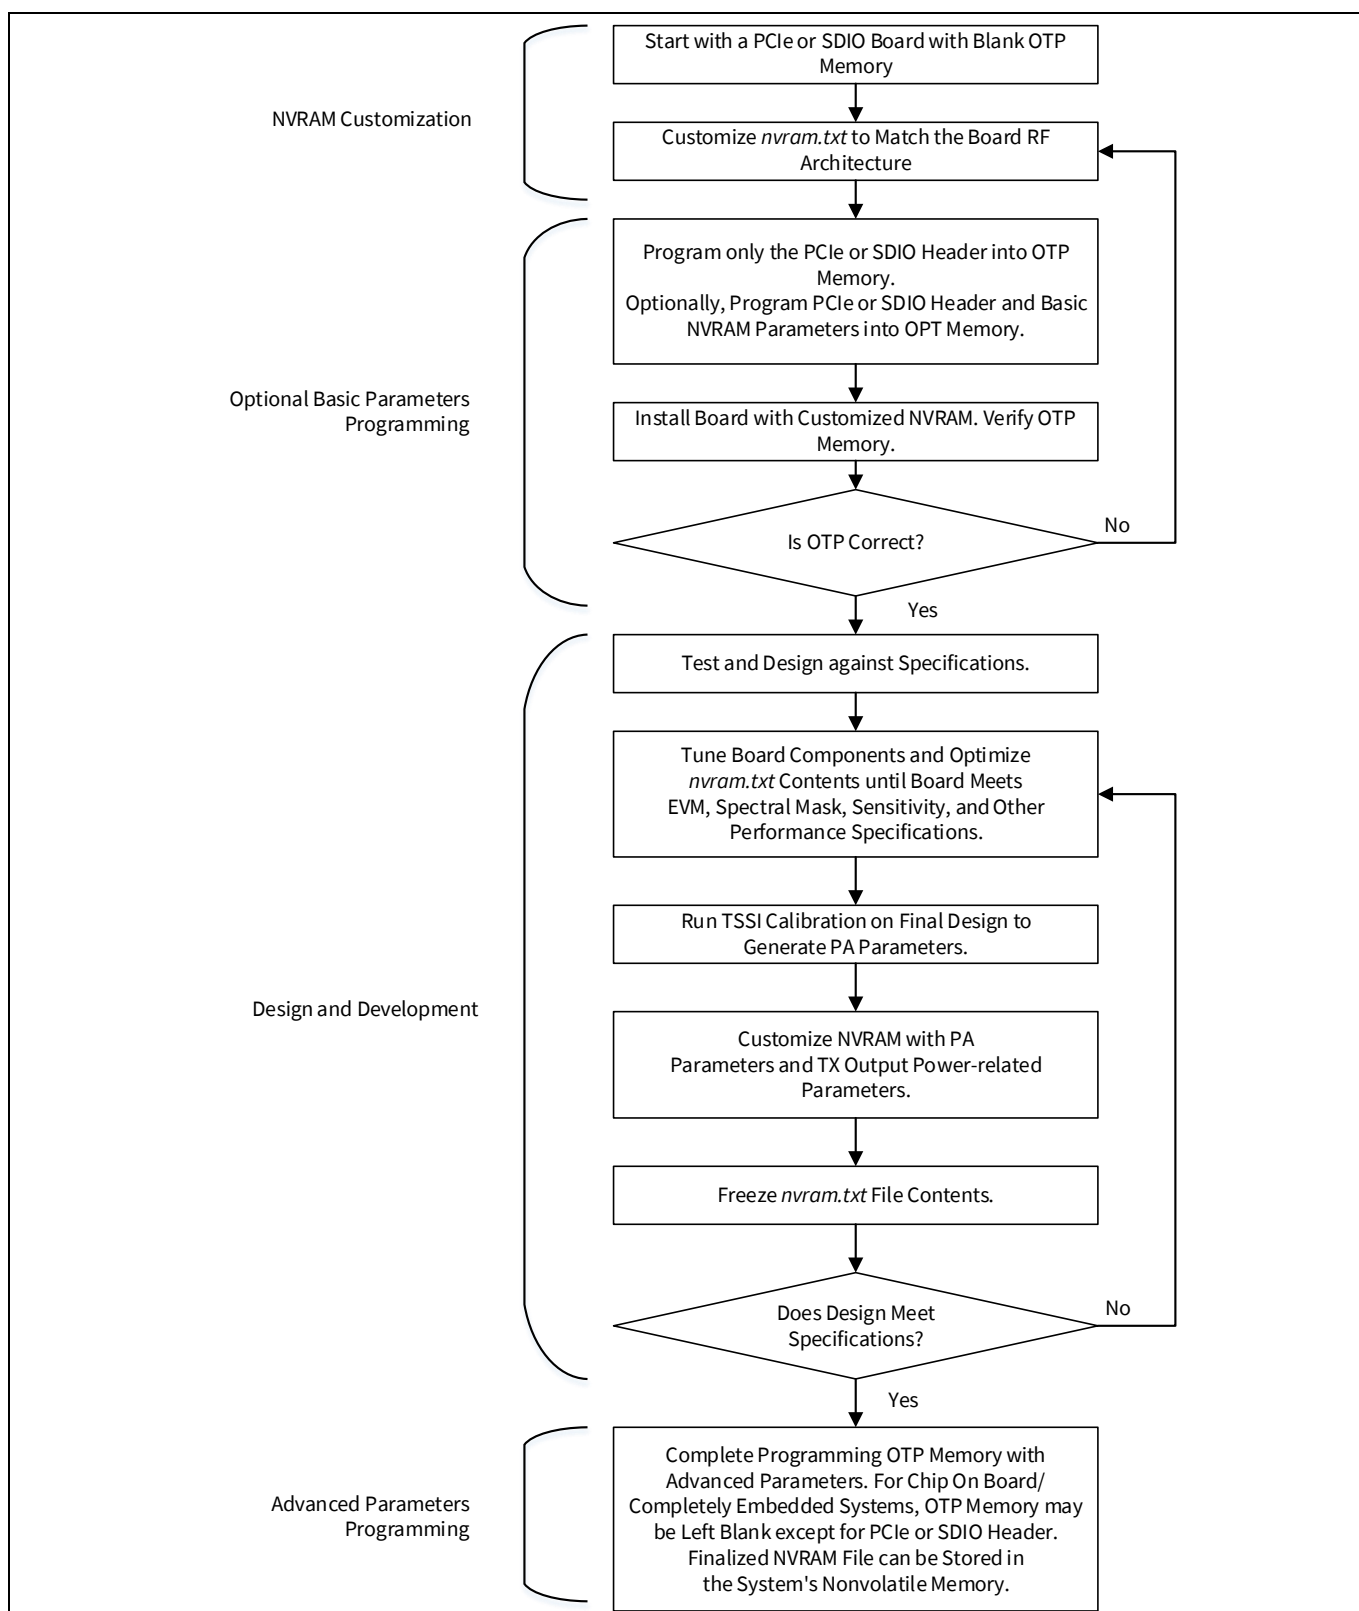 Start with a PCIe or SDIO Board with Blank OTP
Memory
NVRAM Customization
Customize nvram.txt to Match the Board RF
Architecture
Program only the PCIe or SDIO Header into OTP
Memory.
Optionally, Program PCIe or SDIO Header and Basic
NVRAM Parameters into OPT Memory.
Optional Basic Parameters
Programming
Install Board with Customized NVRAM. Verify OTP
Memory.
Is OTP Correct?
No
Yes
Test and Design against Specifications.
Tune Board Components and Optimize
nvram.txt Contents until Board Meets
EVM, Spectral Mask, Sensitivity, and Other
Performance Specifications.
Run TSSI Calibration on Final Design to
Generate PA Parameters.
Design and Development
Customize NVRAM with PA
Parameters and TX Output Power-related
Parameters.
Freeze nvram.txt File Contents.
Does Design Meet
Specifications?
No
Yes
Complete Programming OTP Memory with
Advanced Parameters. For Chip On Board/
Completely Embedded Systems, OTP Memory may
be Left Blank except for PCIe or SDIO Header.
Finalized NVRAM File can be Stored in
the System's Nonvolatile Memory.
Advanced Parameters
Programming